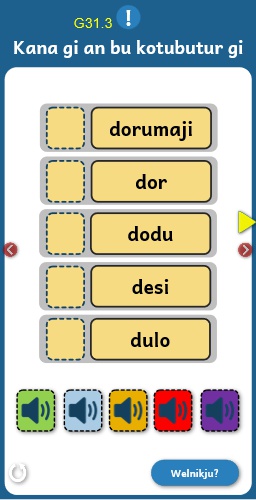 G31.3 !
Kana gi an bu kotubutur gi
dorumaji
dor
dodu
desi
dulo
Welnikju?